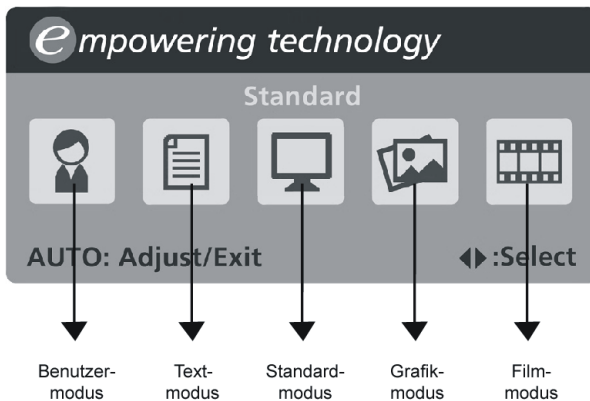 empowering technology
Standard
AUTO: Adjust/Exit ◀▶:Select
Benutzer- Text- Standard- Grafik- Film-
modus modus modus modus modus